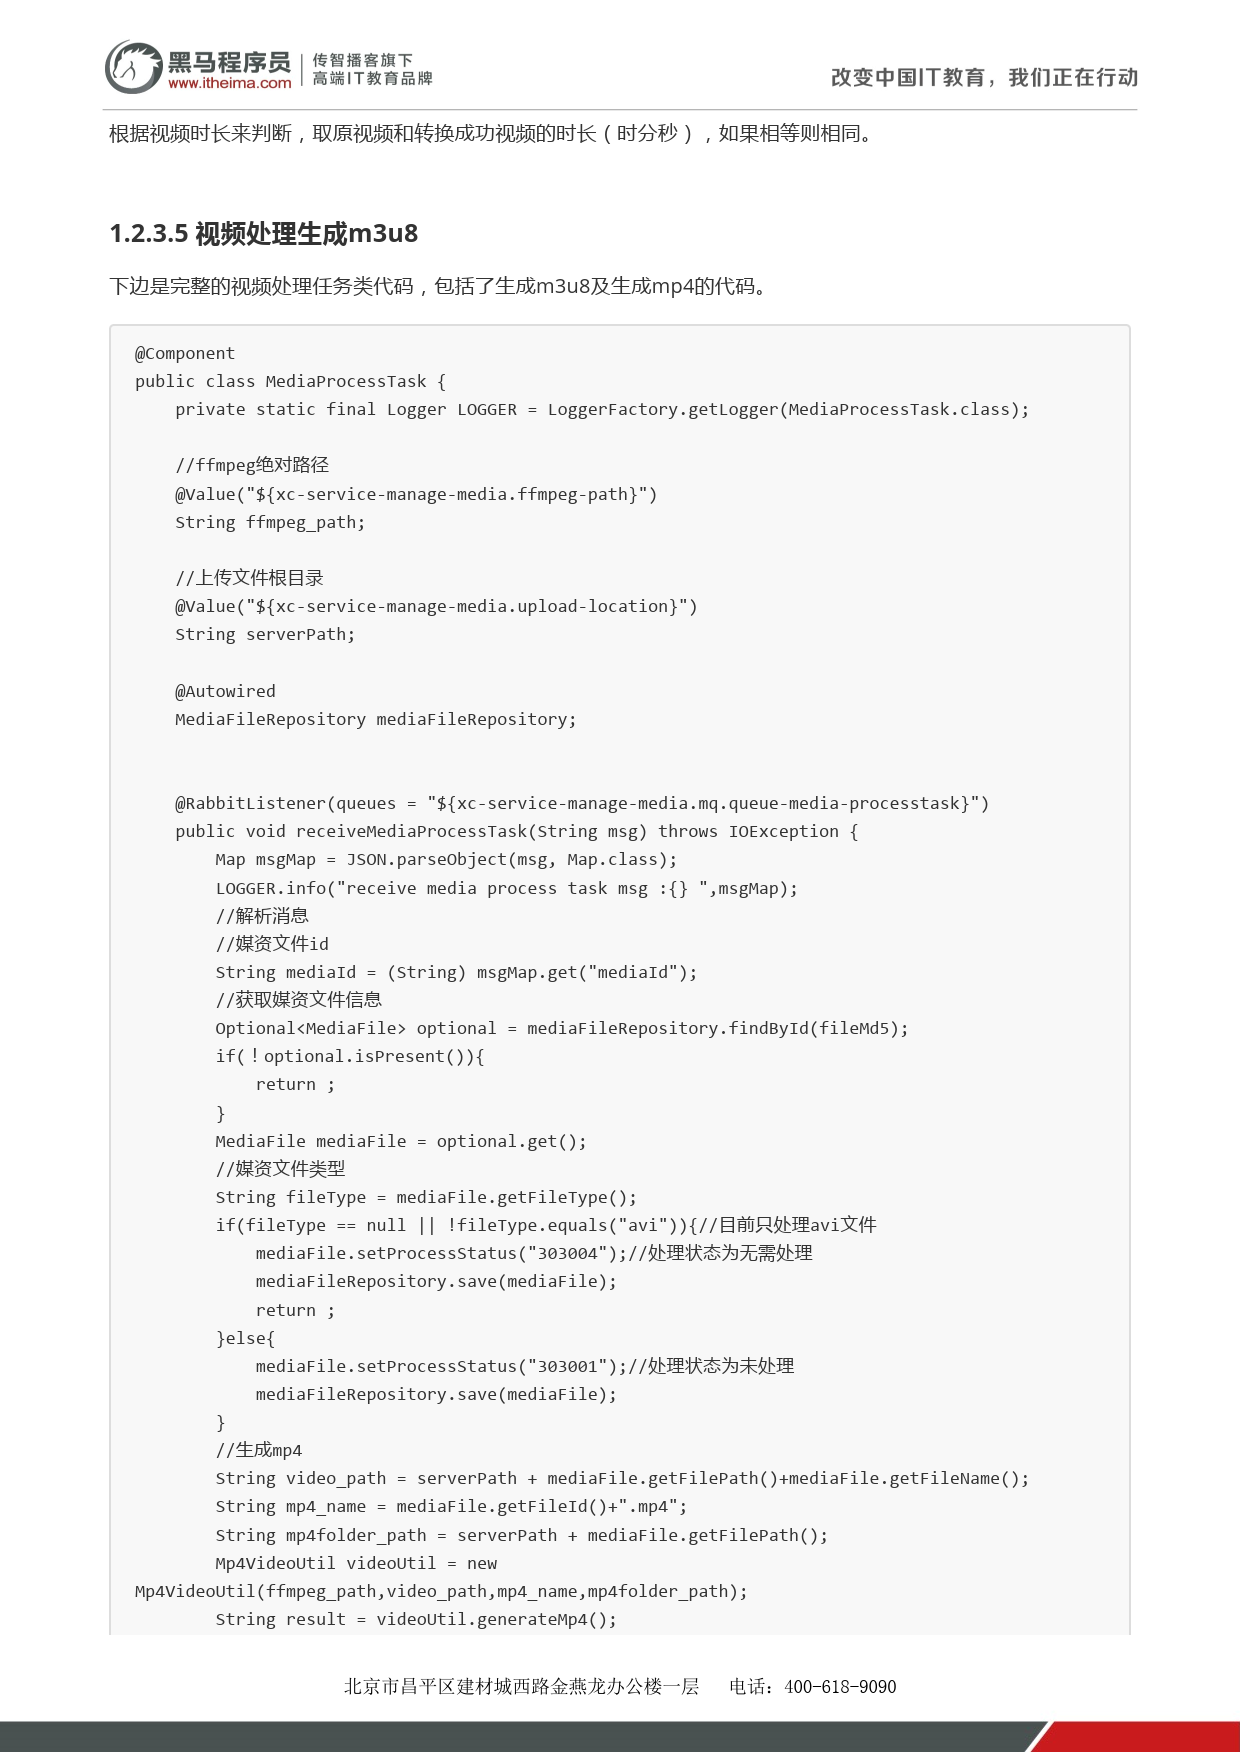 黑马程序员
www.itheima.com
传智播客旗下
高端IT教育品牌
改变中国IT教育，我们正在行动
根据视频时长来判断，取原视频和转换成功视频的时长（时分秒），如果相等则相同。
1.2.3.5 视频处理生成m3u8
下边是完整的视频处理任务类代码，包括了生成m3u8及生成mp4的代码。
@Component
public class MediaProcessTask {
    private static final Logger LOGGER = LoggerFactory.getLogger(MediaProcessTask.class);
    //ffmpeg绝对路径
    @Value("${xc-service-manage-media.ffmpeg-path}")
    String ffmpeg_path;
    //上传文件根目录
    @Value("${xc-service-manage-media.upload-location}")
    String serverPath;
    @Autowired
    MediaFileRepository mediaFileRepository;
    @RabbitListener(queues = "${xc-service-manage-media.mq.queue-media-processtask}")
    public void receiveMediaProcessTask(String msg) throws IOException {
        Map msgMap = JSON.parseObject(msg, Map.class);
        LOGGER.info("receive media process task msg :{} ",msgMap);
        //解析消息
        //媒资文件id
        String mediaId = (String) msgMap.get("mediaId");
        //获取媒资文件信息
        Optional<MediaFile> optional = mediaFileRepository.findById(fileMd5);
        if(！optional.isPresent()){
            return ;
        }
        MediaFile mediaFile = optional.get();
        //媒资文件类型
        String fileType = mediaFile.getFileType();
        if(fileType == null || !fileType.equals("avi")){//目前只处理avi文件
            mediaFile.setProcessStatus("303004");//处理状态为无需处理
            mediaFileRepository.save(mediaFile);
            return ;
        }else{
            mediaFile.setProcessStatus("303001");//处理状态为未处理
            mediaFileRepository.save(mediaFile);
        }
        //生成mp4
        String video_path = serverPath + mediaFile.getFilePath()+mediaFile.getFileName();
        String mp4_name = mediaFile.getFileId()+".mp4";
        String mp4folder_path = serverPath + mediaFile.getFilePath();
        Mp4VideoUtil videoUtil = new
Mp4VideoUtil(ffmpeg_path,video_path,mp4_name,mp4folder_path);
        String result = videoUtil.generateMp4();
北京市昌平区建材城西路金燕龙办公楼一层 电话：400-618-9090